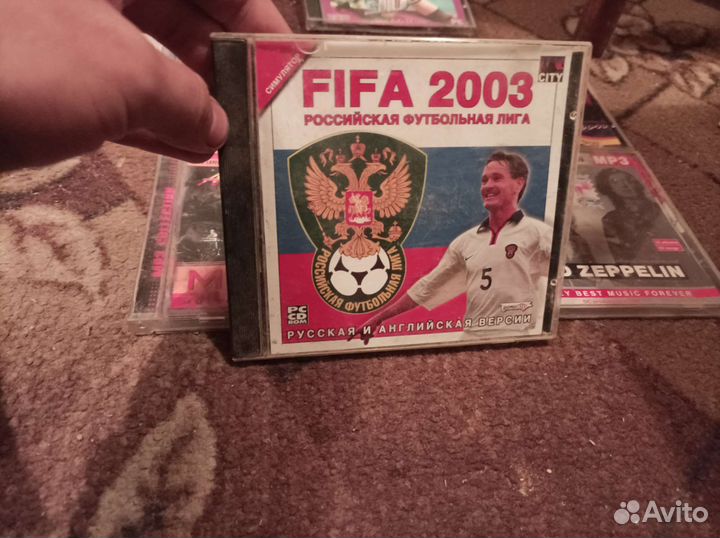 СИМУЛЯТОР
FIFA 2003
CITY
РОССИЙСКАЯ ФУТБОЛЬНАЯ ЛИГА
РОССИЙСКАЯ ФУТБОЛЬНАЯ ЛИГА
5
PC
CD
ROM
РУССКАЯ И АНГЛИЙСКАЯ ВЕРСИИ
MP3
ZEPPELIN
BEST MUSIC FOREVER
Avito